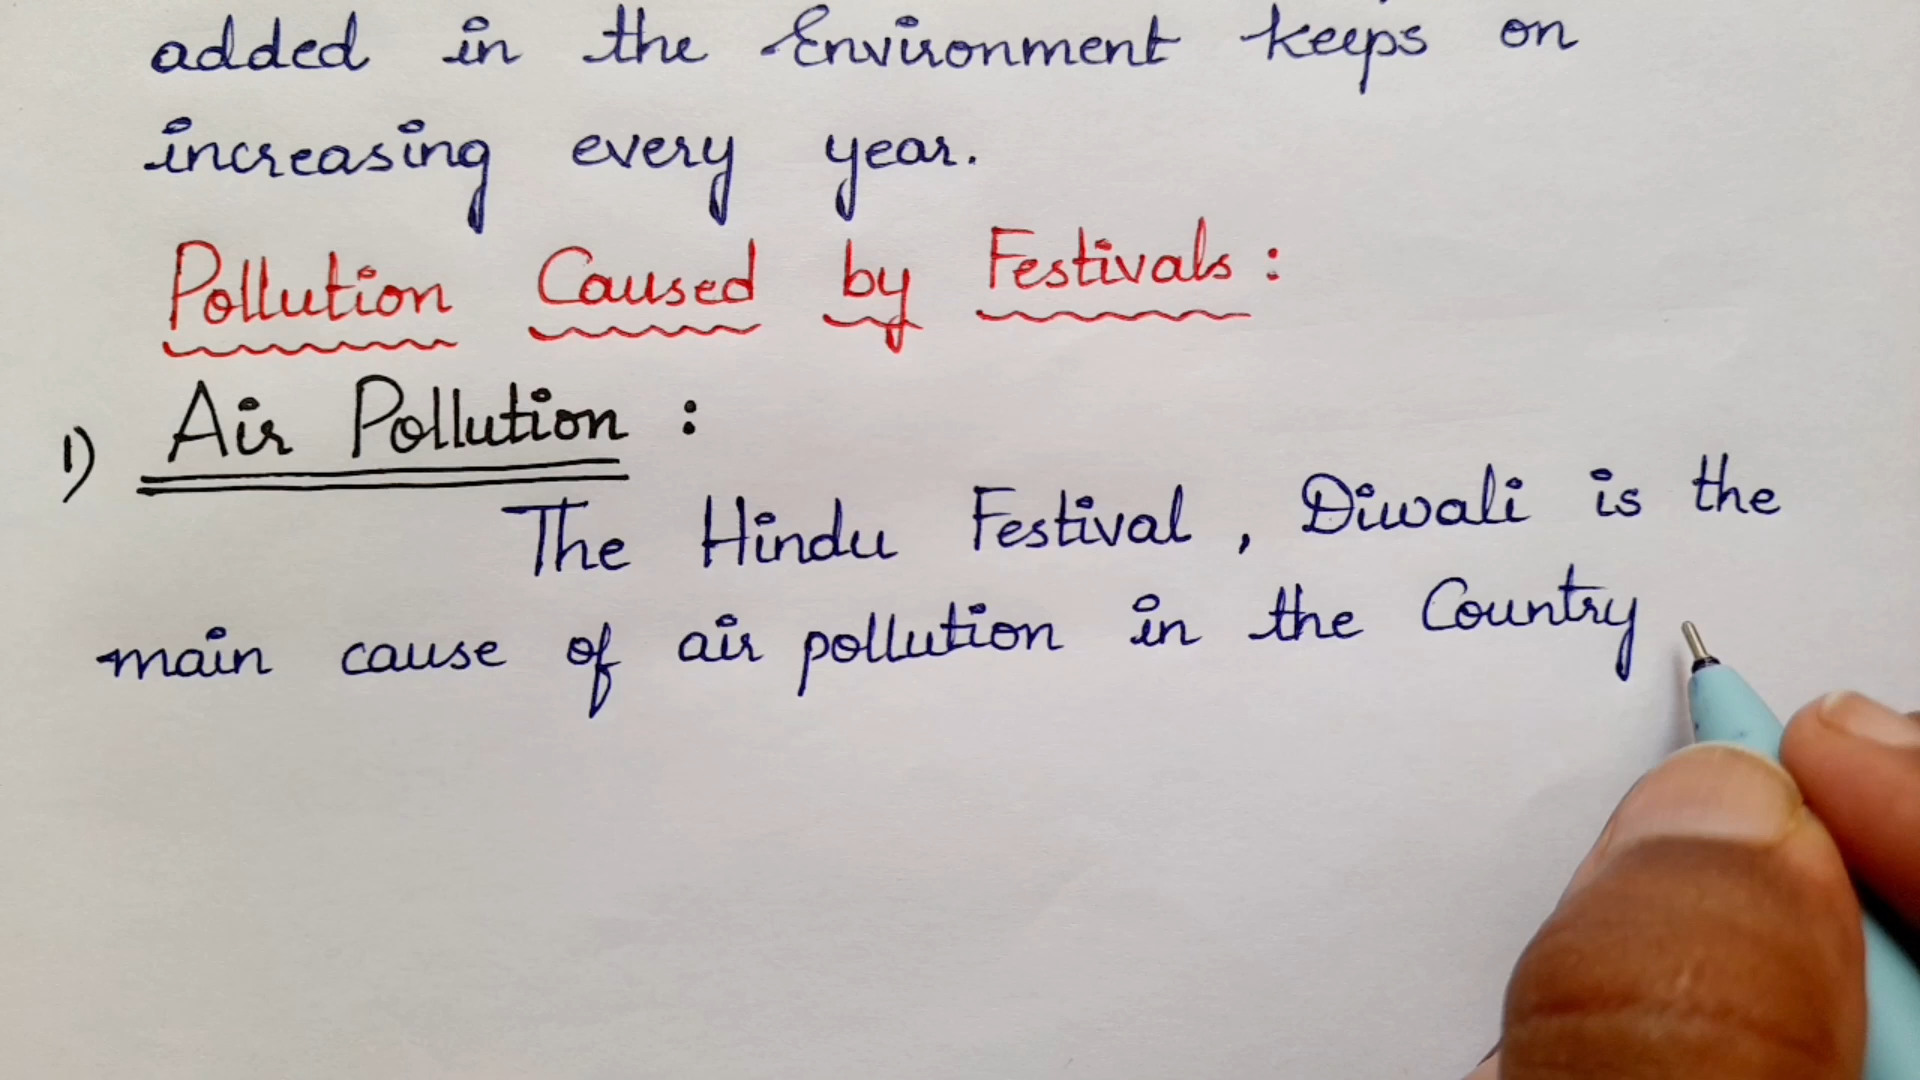 added in the Environment keeps on
increasing every year.
Pollution Caused by Festivals :
1) Air Pollution :
The Hindu Festival , Diwali is the
main cause of air pollution in the Country